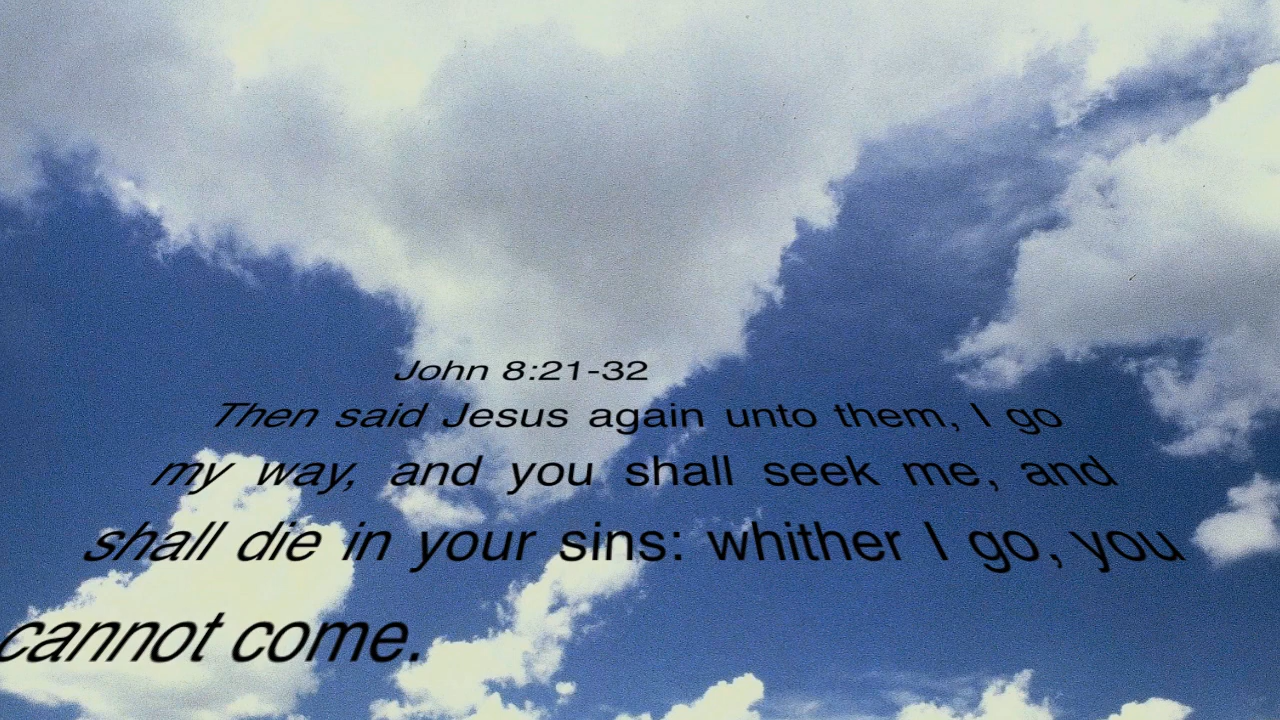 John 8:21-32
Then said Jesus again unto them, I go
my way, and you shall seek me, and
shall die in your sins: whither I go, you
cannot come.